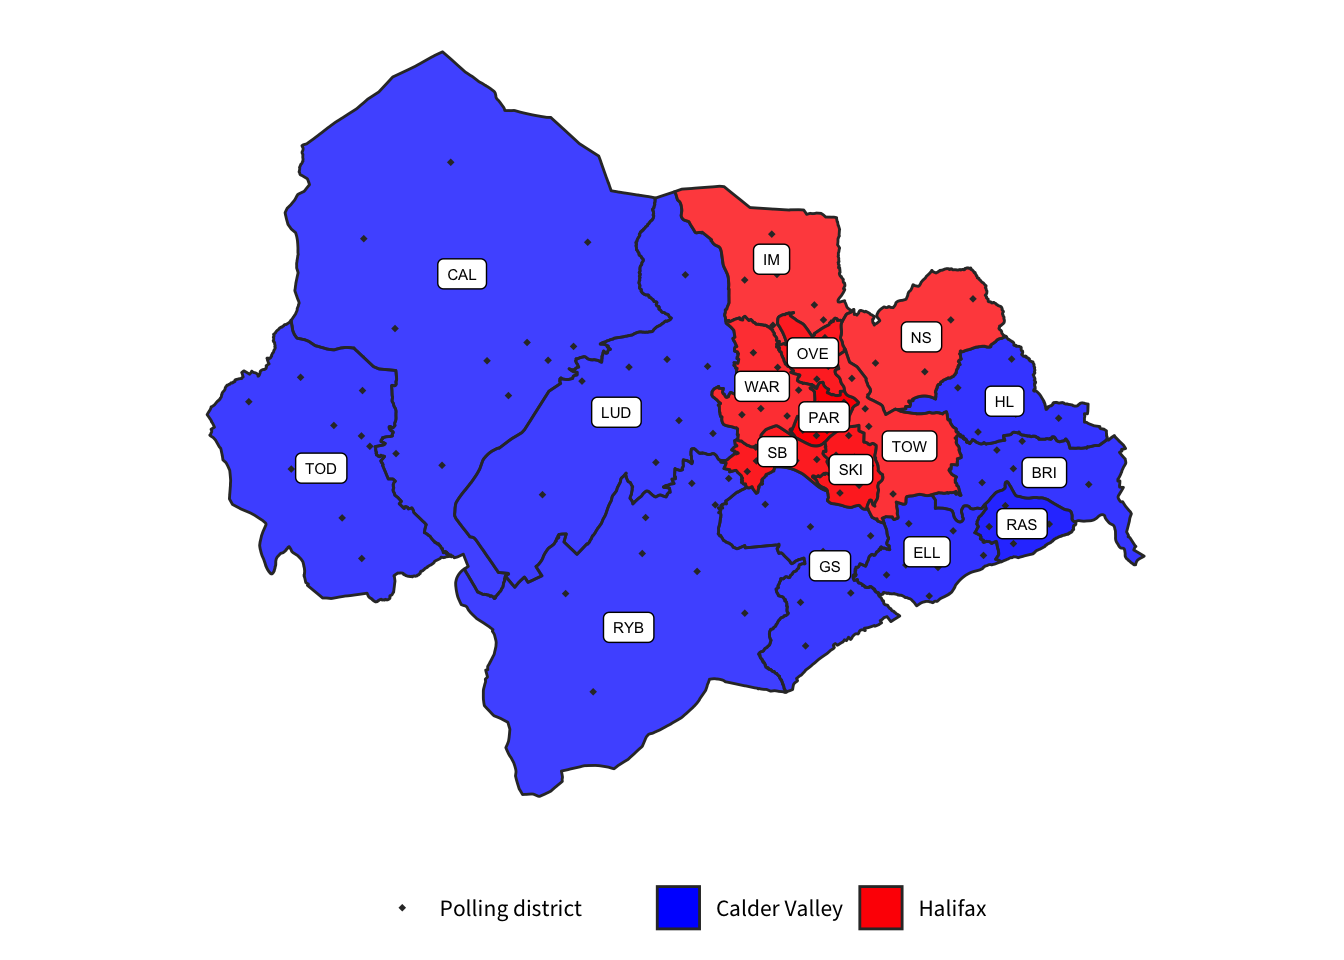 CAL
IM
NS
OVE
WAR
HL
LUD
PAR
TOW
SB
TOD
SKI
BRI
RAS
ELL
GS
RYB
Polling district
Calder Valley
Halifax